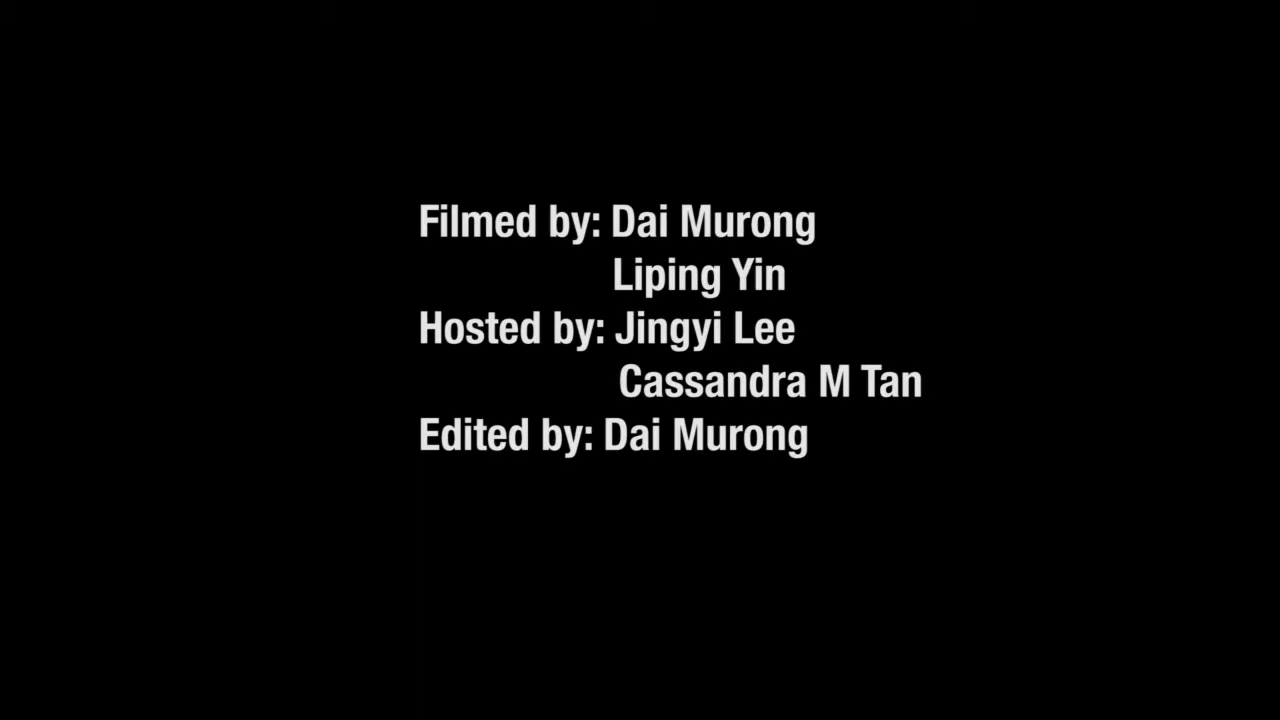 Filmed by: Dai Murong
Liping Yin
Hosted by: Jingyi Lee
Cassandra M Tan
Edited by: Dai Murong